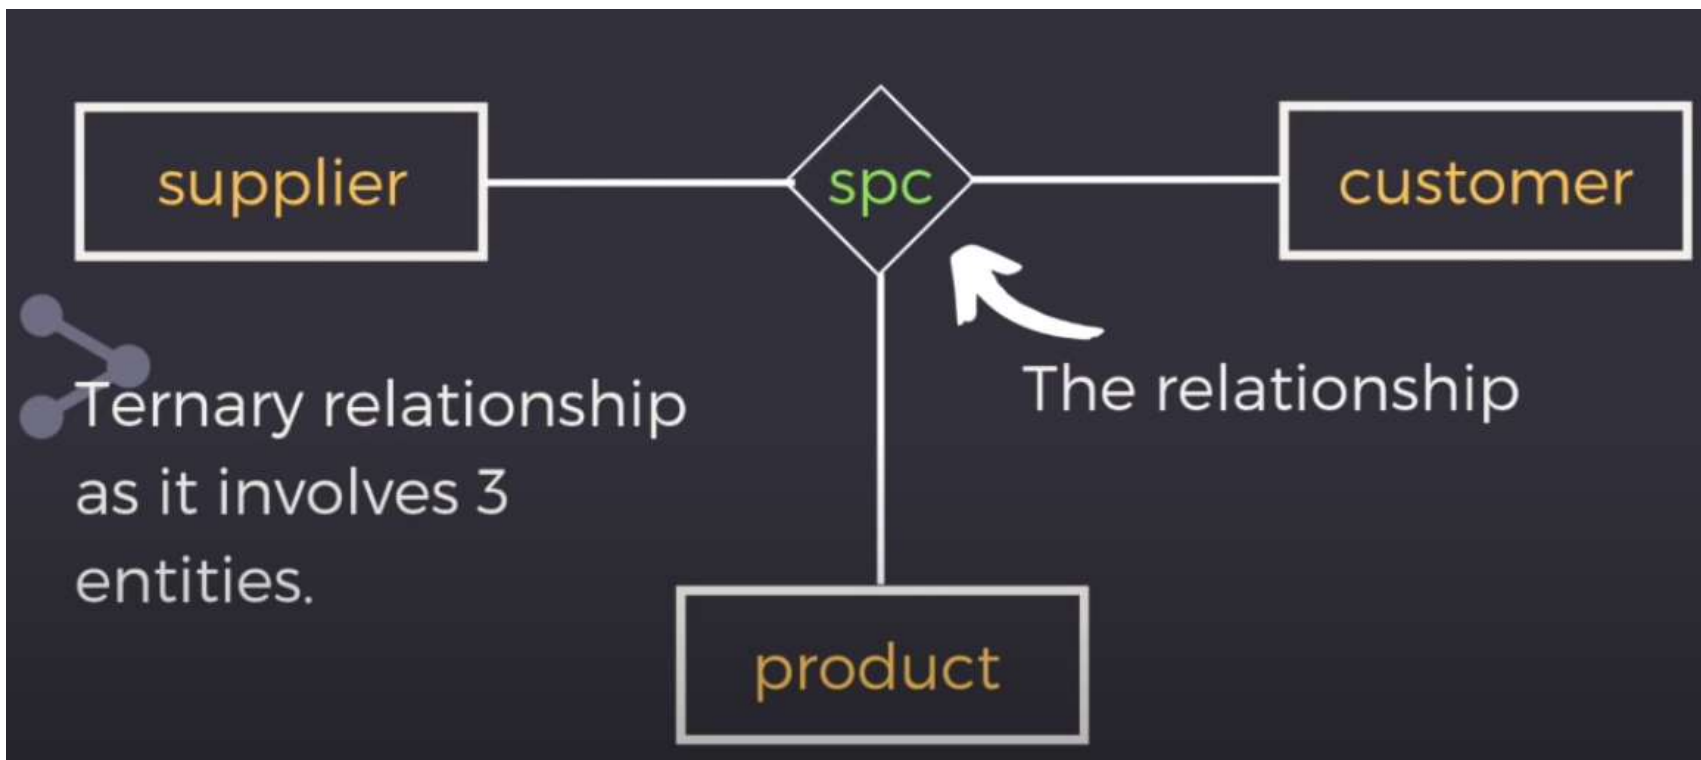 supplier
spc
customer
The relationship
Ternary relationship
as it involves 3
entities.
product